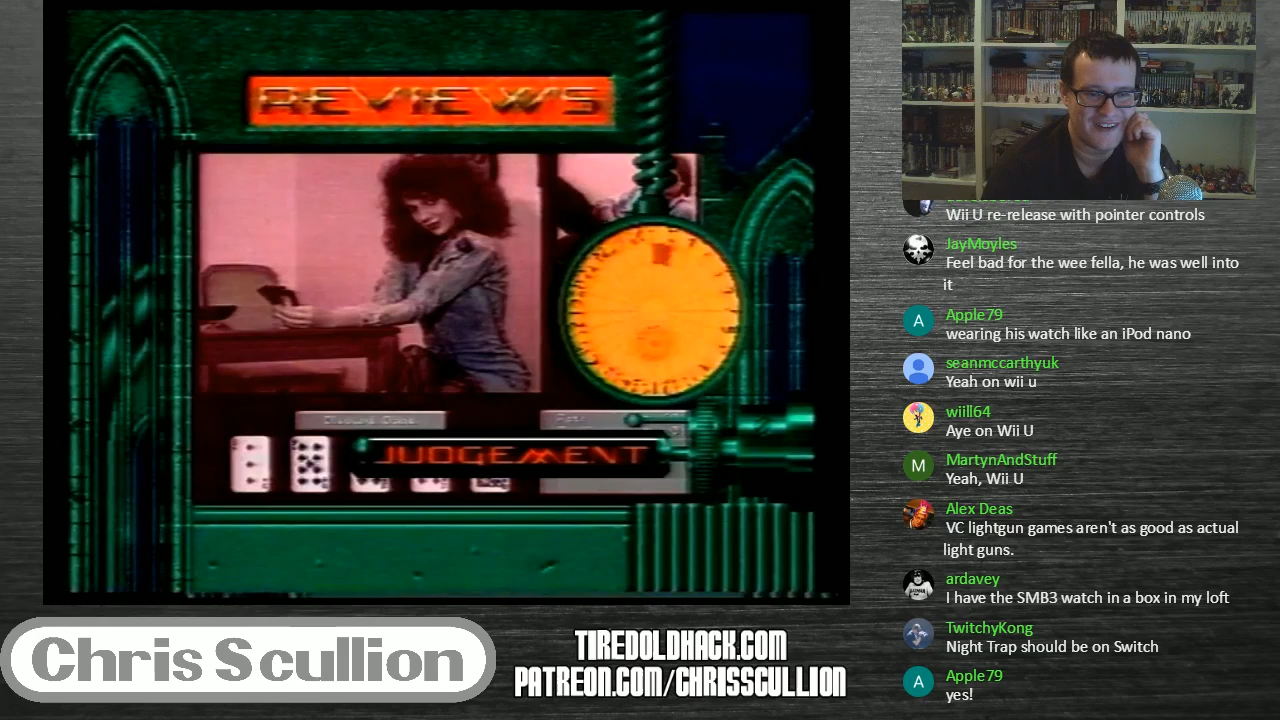 REVIEWS
JUDGEMENT
Wii U re-release with pointer controls
JayMoyles
Feel bad for the wee fella, he was well into
it
A Apple79
wearing his watch like an iPod nano
seanmccarthyuk
Yeah on wii u
wiill64
Aye on Wii U
M MartynAndStuff
Yeah, Wii U
Alex Deas
VC lightgun games aren't as good as actual
light guns.
ardavey
I have the SMB3 watch in a box in my loft
TwitchyKong
Night Trap should be on Switch
A Apple79
yes!
Chris Scullion
TIREDOLDHACK.COM
PATREON.COM/CHRISSCULLION